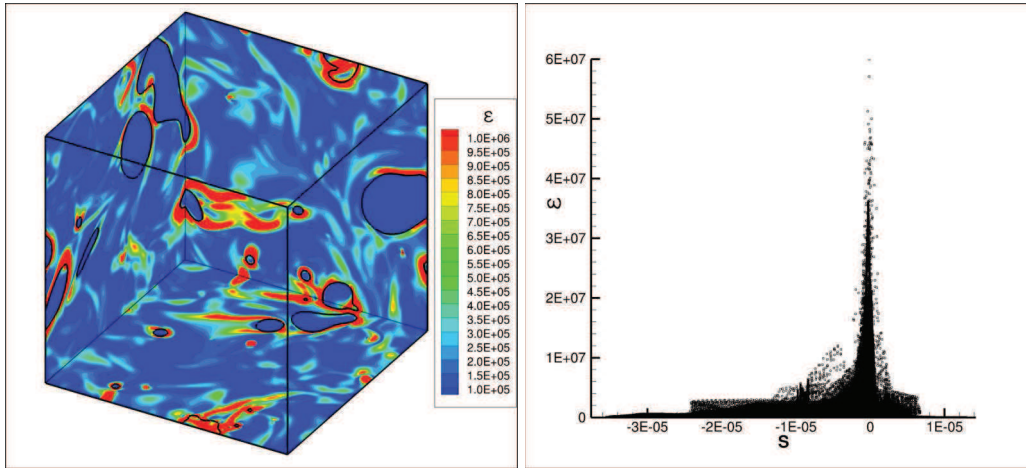 ε
1.0E+06
9.5E+05
9.0E+05
8.5E+05
8.0E+05
7.5E+05
7.0E+05
6.5E+05
6.0E+05
5.5E+05
5.0E+05
4.5E+05
4.0E+05
3.5E+05
3.0E+05
2.5E+05
2.0E+05
1.5E+05
1.0E+05
6E+07
5E+07
4E+07
ε
3E+07
2E+07
1E+07
0
-3E-05
-2E-05
-1E-05
0
1E-05
S